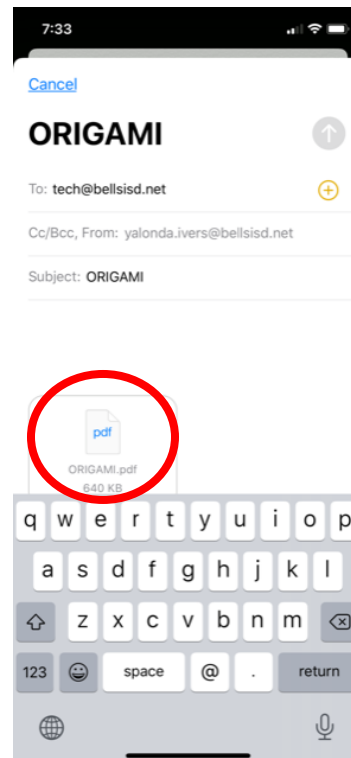 7:33
Cancel
ORIGAMI
To: tech@bellsisd.net
Cc/Bcc, From: yalonda.ivers@bellsisd.net
Subject: ORIGAMI
pdf
ORIGAMI.pdf
640 KB
q w e r t y u i o p
a s d f g h j k l
z x c v b n m
123 space @ . return